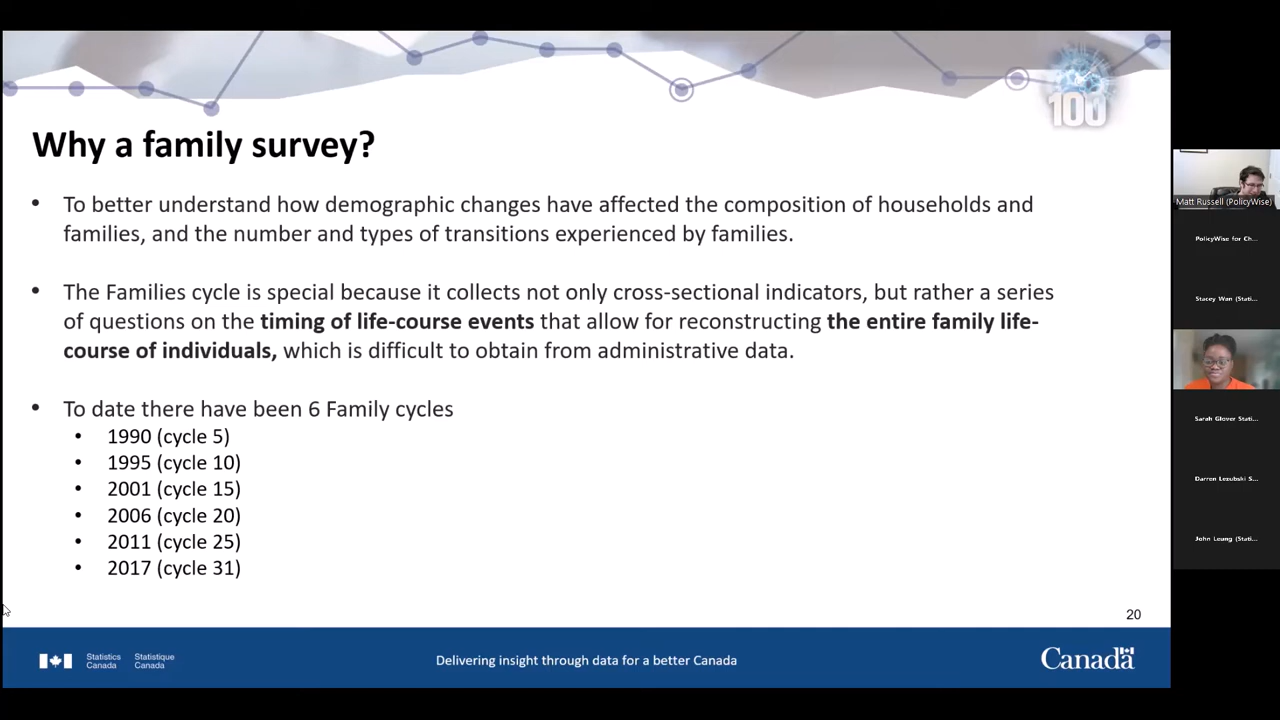 100
Why a family survey?
• To better understand how demographic changes have affected the composition of households and
families, and the number and types of transitions experienced by families.
• The Families cycle is special because it collects not only cross-sectional indicators, but rather a series
of questions on the timing of life-course events that allow for reconstructing the entire family life-
course of individuals, which is difficult to obtain from administrative data.
• To date there have been 6 Family cycles
• 1990 (cycle 5)
• 1995 (cycle 10)
• 2001 (cycle 15)
• 2006 (cycle 20)
• 2011 (cycle 25)
• 2017 (cycle 31)
20
Statistics
Canada
Statistique
Canada
Delivering insight through data for a better Canada
Canada
Matt Russell (PolicyWise)
PolicyWise for Ch...
Stacey Wan (Stati...
Sarah Glover Stati...
Darren Lezubski S...
John Leung (Stati...